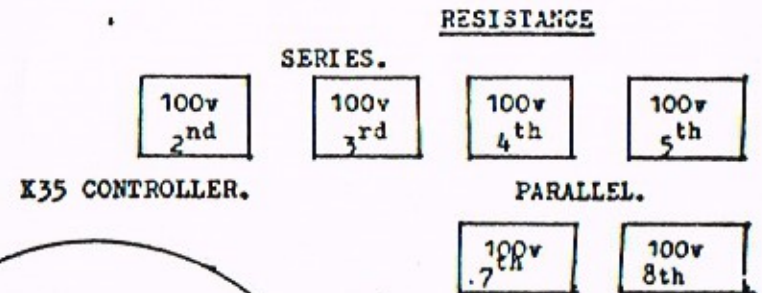 RESISTANCE
SERIES.
100v 100v 100v 100v
2nd 3rd 4th 5th
K35 CONTROLLER. PARALLEL.
100v 100v
.7th 8th